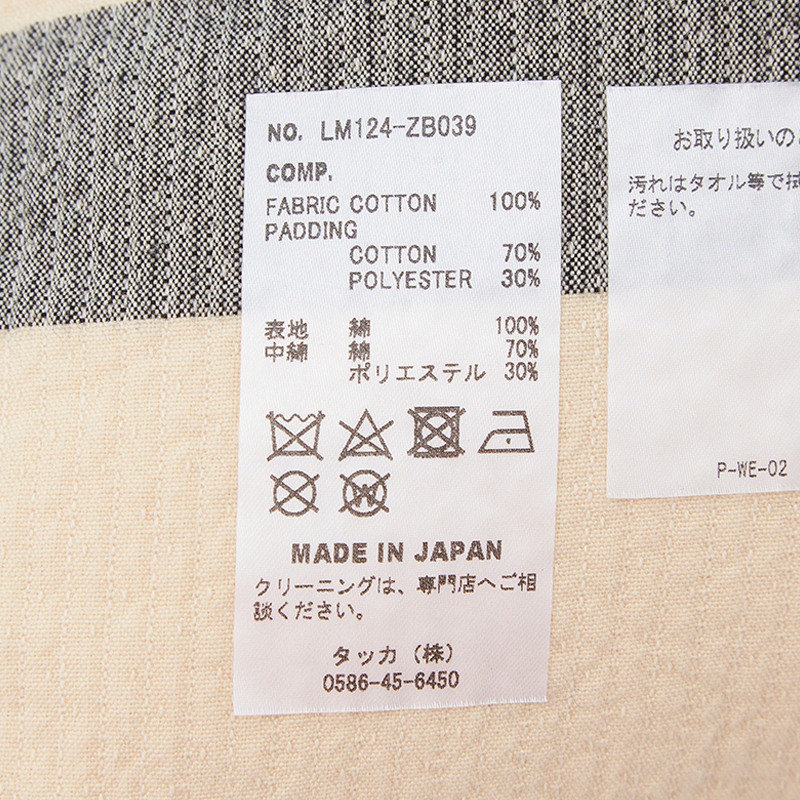 NO. LM124-ZB039
COMP.
FABRIC COTTON 100%
PADDING
COTTON 70%
POLYESTER 30%
表地 綿 100%
中綿 綿 70%
ポリエステル 30%
MADE IN JAPAN
クリーニングは、専門店へご相
談ください。
タッカ（株）
0586-45-6450
お取り扱いの
汚れはタオル等で拭
ださい。
P-WE-02